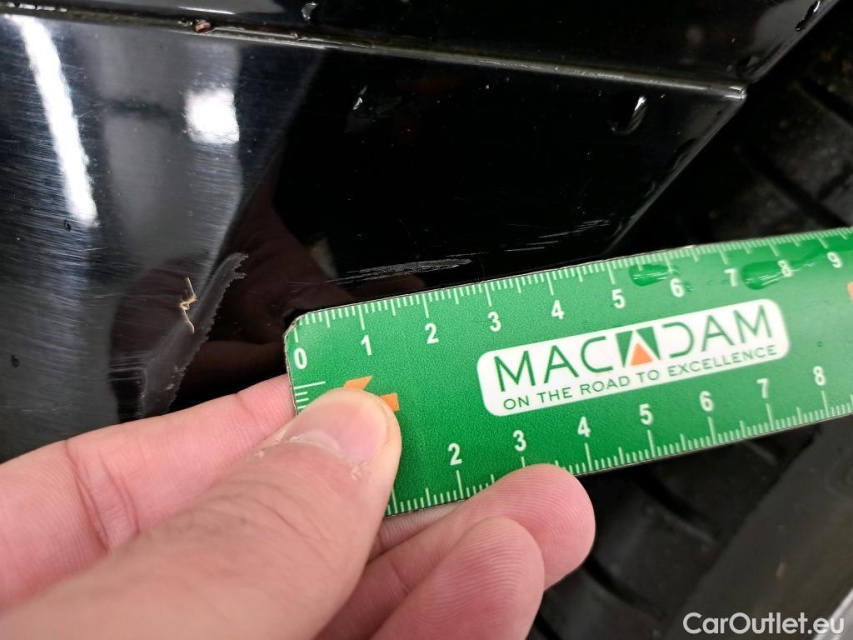 0 1 2 3 4 5 6 7 8 9
MACADAM
ON THE ROAD TO EXCELLENCE
2 3 4 5 6 7 8
CarOutlet.eu